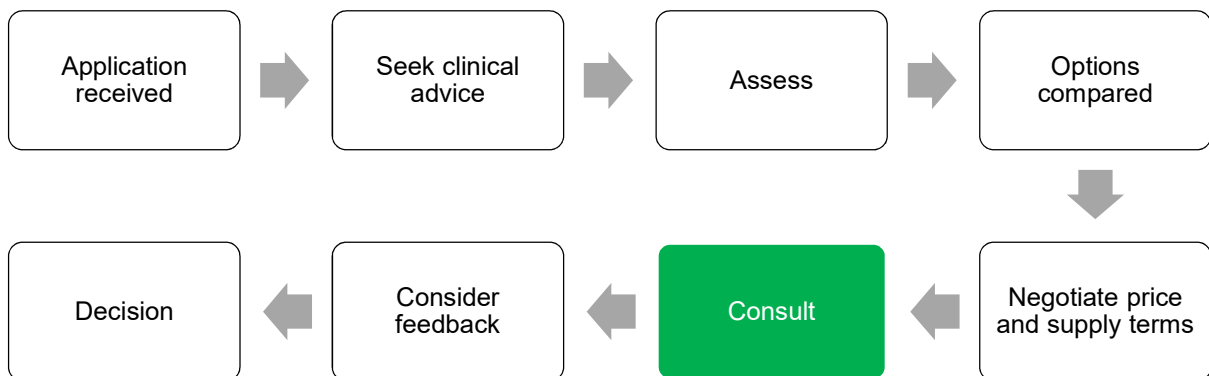 Application
received
Seek clinical
advice
Assess
Options
compared
Negotiate price
and supply terms
Consult
Consider
feedback
Decision